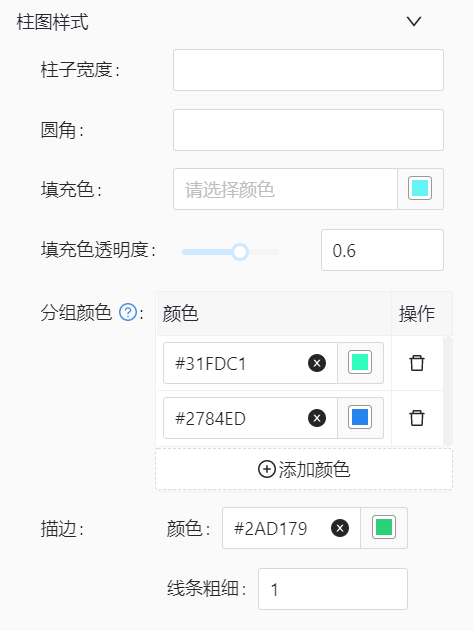 柱图样式
柱子宽度：
圆角：
填充色： 请选择颜色
填充色透明度： 0.6
分组颜色 ?： 颜色 操作
#31FDC1
#2784ED
添加颜色
描边： 颜色： #2AD179
线条粗细： 1